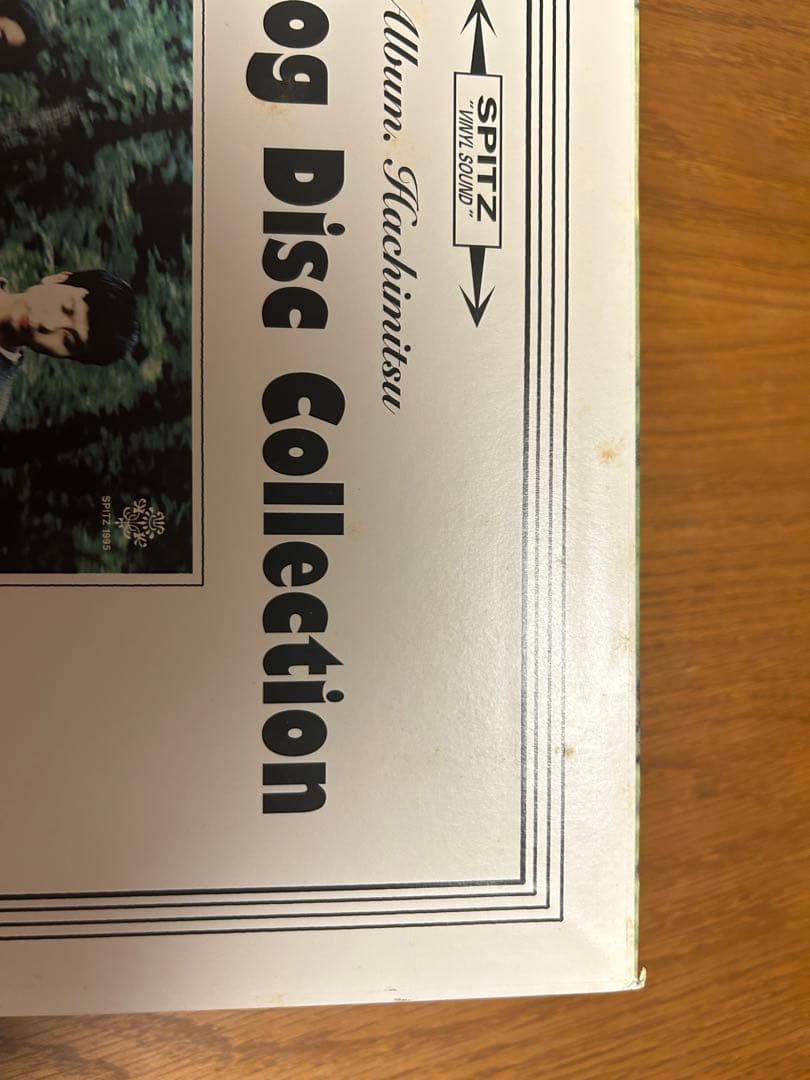 SPITZ
"VINYL SOUND"
Album. Hachimitsu
og Disc Collection
SPITZ 1995